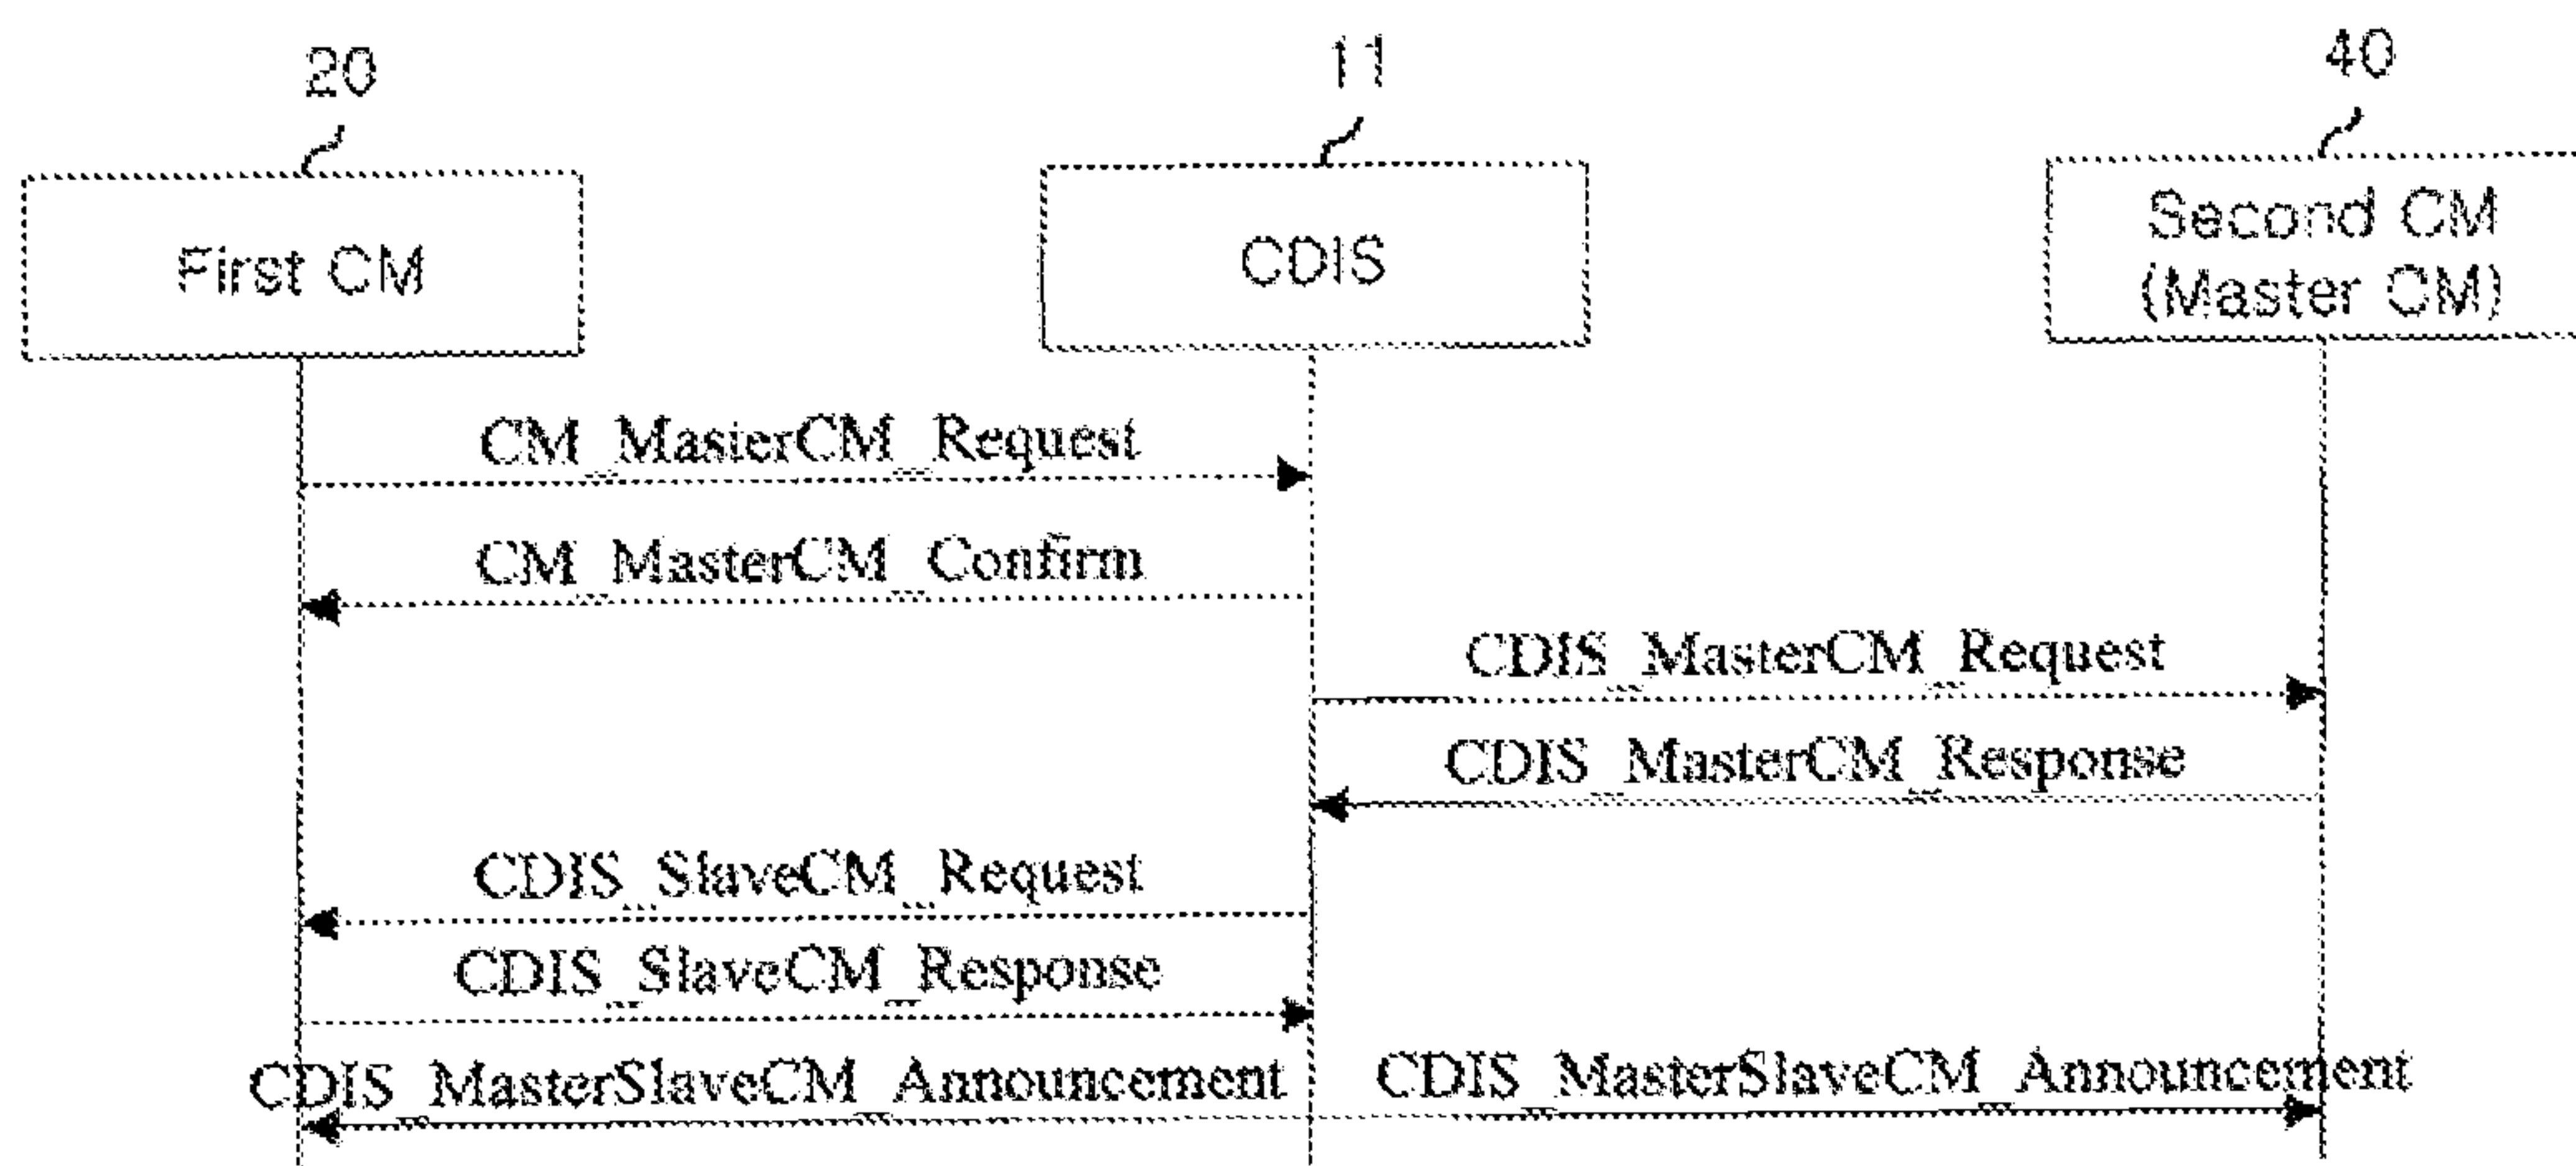 20
11
40
First CM
CDIS
Second CM
(Master CM)
CM_MasterCM_Request
CM_MasterCM_Confirm
CDIS_MasterCM_Request
CDIS_MasterCM_Response
CDIS_SlaveCM_Request
CDIS_SlaveCM_Response
CDIS_MasterSlaveCM_Announcement
CDIS_MasterSlaveCM_Announcement